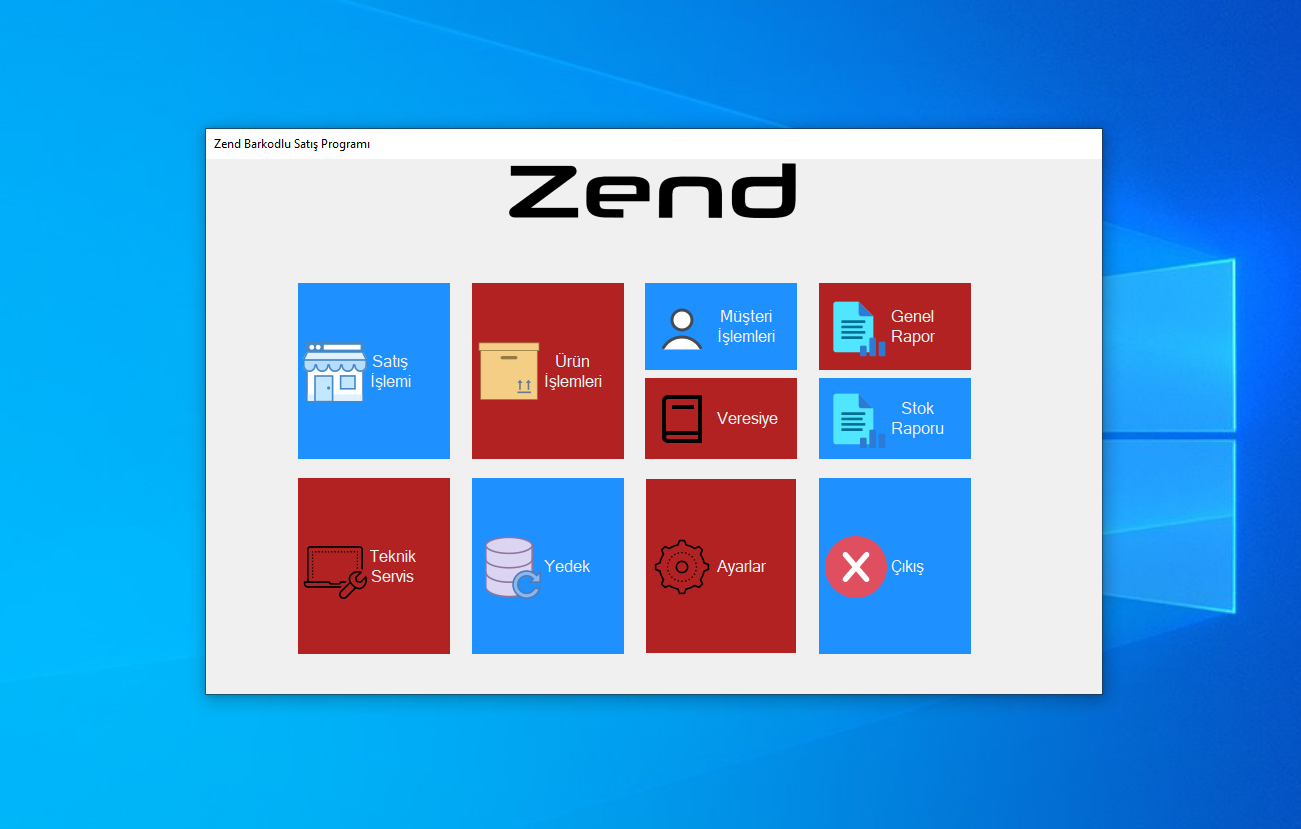 Zend Barkodlu Satış Programı
Zend
Satış
İşlemi
Ürün
İşlemleri
Müşteri
İşlemleri
Genel
Rapor
Veresiye
Stok
Raporu
Teknik
Servis
Yedek
Ayarlar
Çıkış